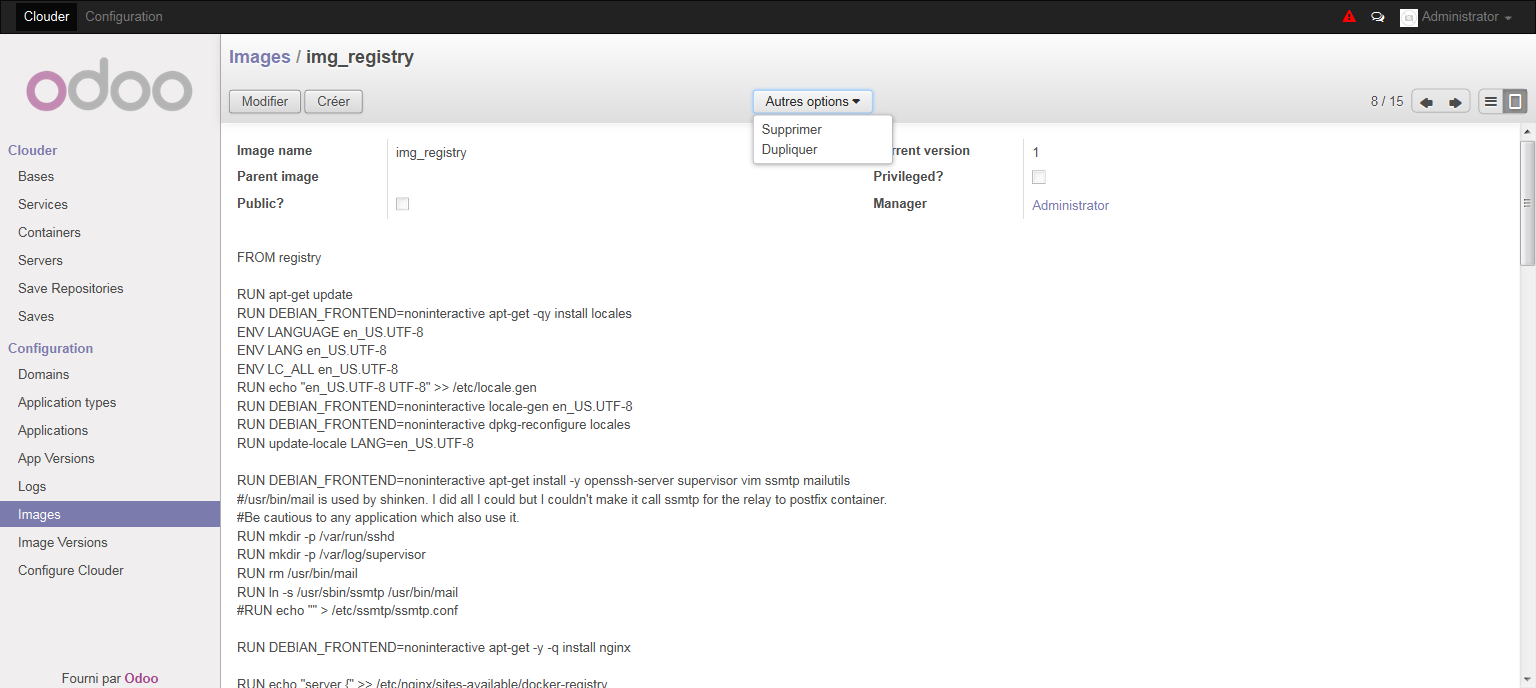 Clouder Configuration Administrator
odoo
Clouder
Bases
Services
Containers
Servers
Save Repositories
Saves
Configuration
Domains
Application types
Applications
App Versions
Logs
Images
Image Versions
Configure Clouder
Fourni par Odoo
Images / img_registry
Modifier Créer Autres options 8 / 15
Supprimer
Dupliquer
Image name img_registry rrent version 1
Parent image Privileged?
Public? Manager Administrator
FROM registry
RUN apt-get update
RUN DEBIAN_FRONTEND=noninteractive apt-get -qy install locales
ENV LANGUAGE en_US.UTF-8
ENV LANG en_US.UTF-8
ENV LC_ALL en_US.UTF-8
RUN echo "en_US.UTF-8 UTF-8" >> /etc/locale.gen
RUN DEBIAN_FRONTEND=noninteractive locale-gen en_US.UTF-8
RUN DEBIAN_FRONTEND=noninteractive dpkg-reconfigure locales
RUN update-locale LANG=en_US.UTF-8
RUN DEBIAN_FRONTEND=noninteractive apt-get install -y openssh-server supervisor vim ssmtp mailutils
#/usr/bin/mail is used by shinken. I did all I could but I couldn't make it call ssmtp for the relay to postfix container.
#Be cautious to any application which also use it.
RUN mkdir -p /var/run/sshd
RUN mkdir -p /var/log/supervisor
RUN rm /usr/bin/mail
RUN ln -s /usr/sbin/ssmtp /usr/bin/mail
#RUN echo "" > /etc/ssmtp/ssmtp.conf
RUN DEBIAN_FRONTEND=noninteractive apt-get -y -q install nginx
RUN echo "server {" >> /etc/nginx/sites-available/docker-registry